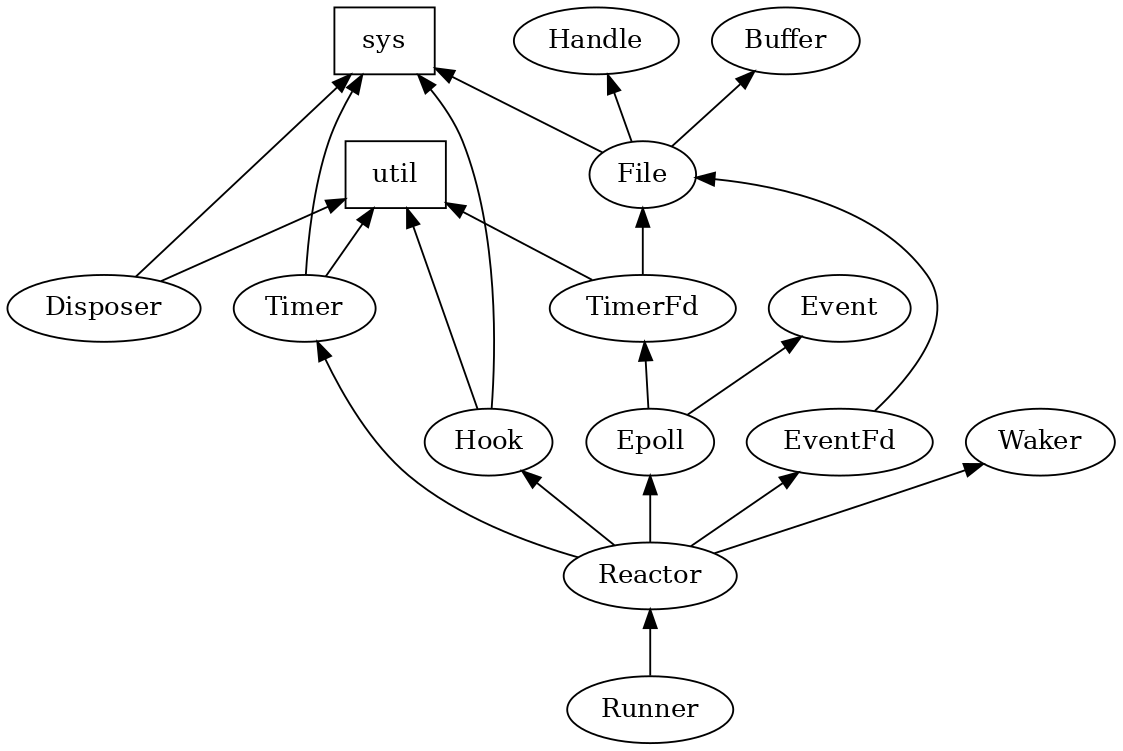 sys
Handle
Buffer
util
File
Disposer
Timer
TimerFd
Event
Hook
Epoll
EventFd
Waker
Reactor
Runner